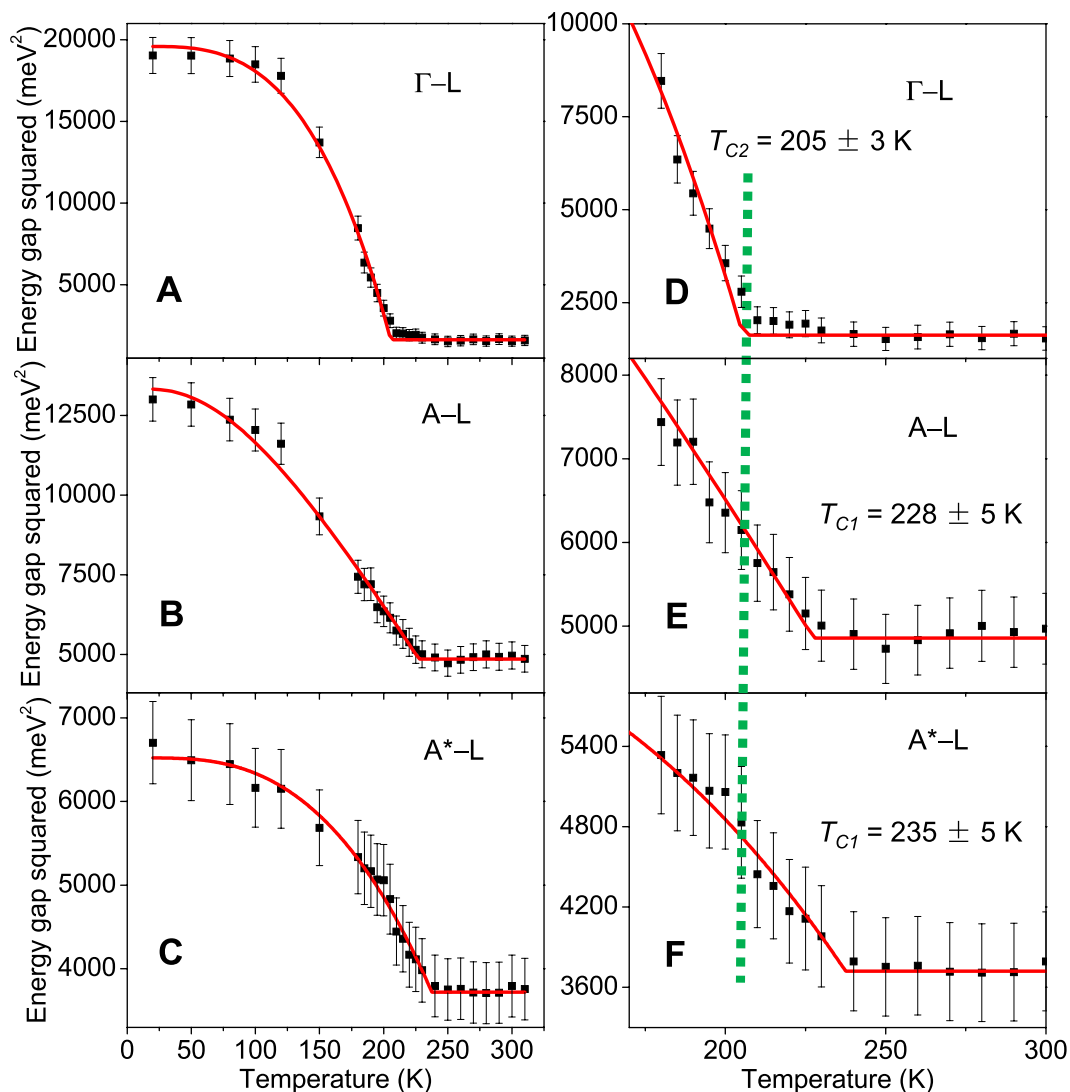 Energy gap squared (meV²)
20000
15000
10000
5000
Γ–L
A
Energy gap squared (meV²)
12500
10000
7500
5000
A–L
B
Energy gap squared (meV²)
7000
6000
5000
4000
A*–L
C
0 50 100 150 200 250 300
Temperature (K)
10000
7500
5000
2500
Γ–L
T_C2 = 205 ± 3 K
D
8000
7000
6000
5000
A–L
T_C1 = 228 ± 5 K
E
5400
4800
4200
3600
A*–L
T_C1 = 235 ± 5 K
F
200 250 300
Temperature (K)